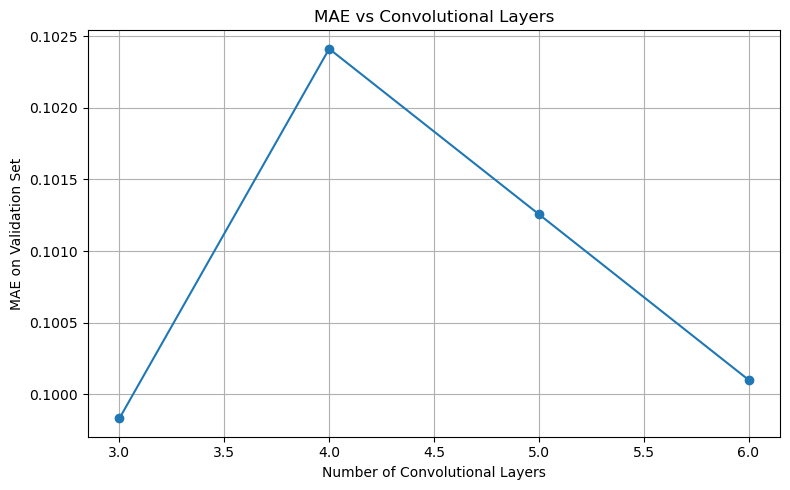 MAE vs Convolutional Layers
MAE on Validation Set
0.1025
0.1020
0.1015
0.1010
0.1005
0.1000
3.0 3.5 4.0 4.5 5.0 5.5 6.0
Number of Convolutional Layers